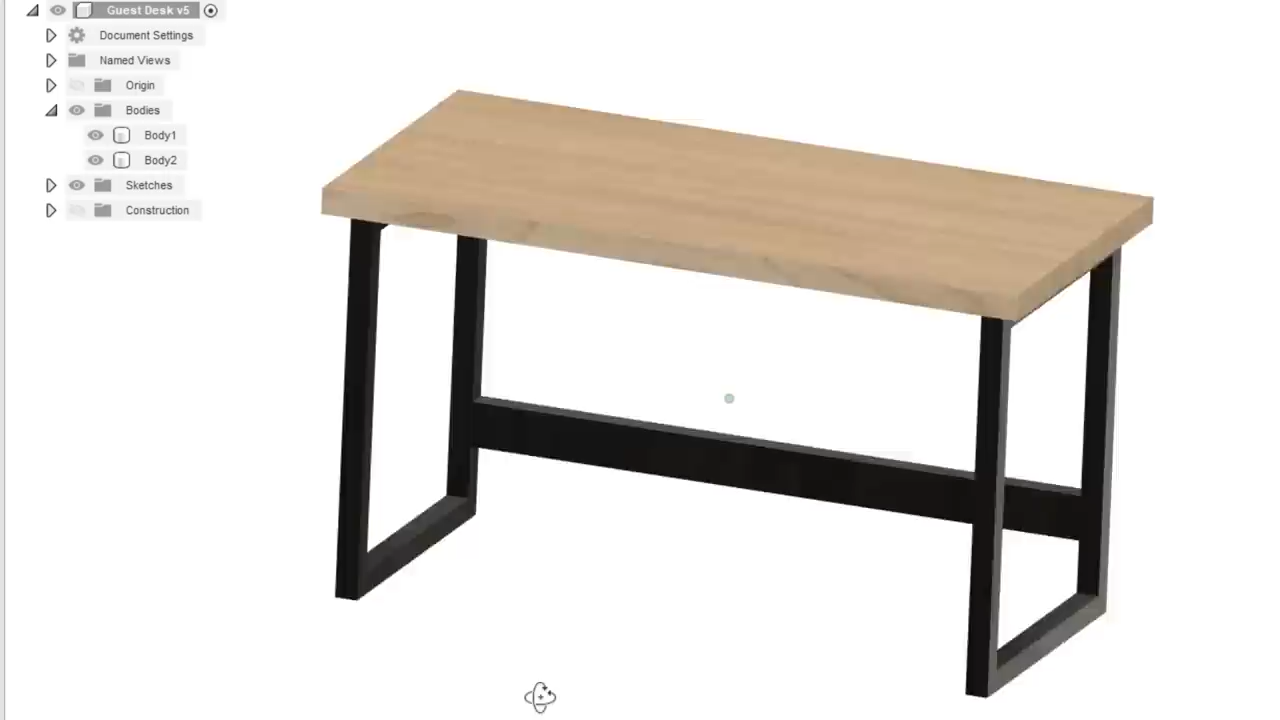 Guest Desk v5
Document Settings
Named Views
Origin
Bodies
Body1
Body2
Sketches
Construction